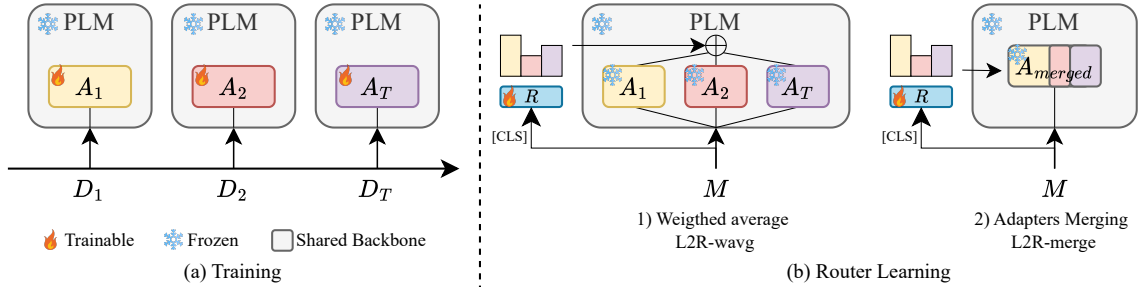 PLM
A1
D1
PLM
A2
D2
PLM
AT
DT
Trainable
Frozen
Shared Backbone
(a) Training
PLM
A1
A2
AT
R
[CLS]
M
1) Weigthed average
L2R-wavg
PLM
Amerged
R
[CLS]
M
2) Adapters Merging
L2R-merge
(b) Router Learning